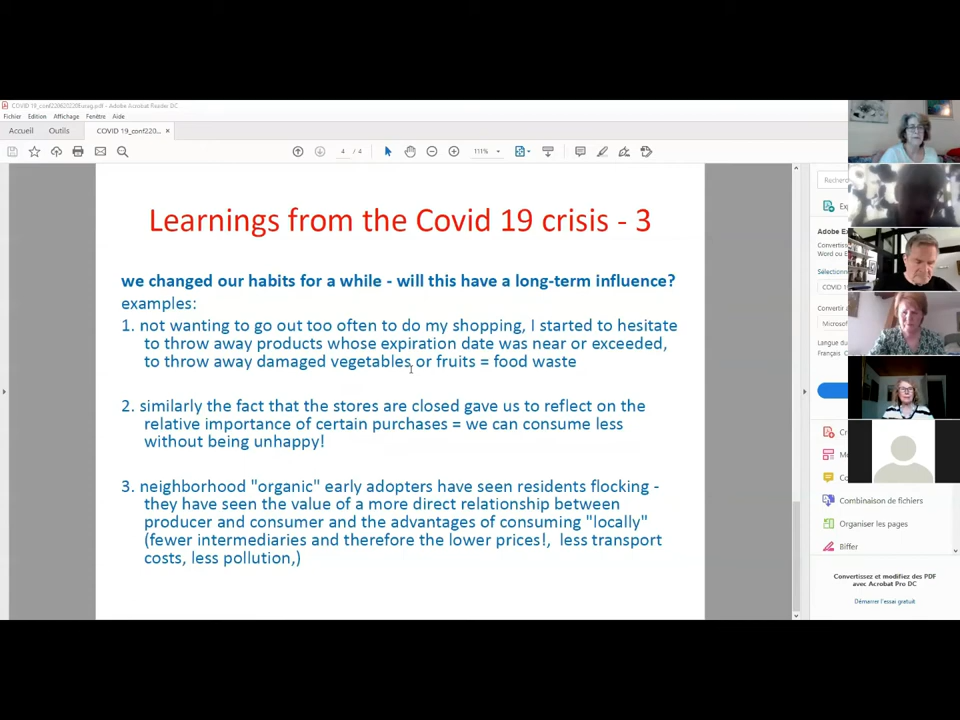 Fichier Edition Affichage Fenêtre Aide
Accueil Outils COVID 19_conf220... ×
4 / 4 111%
Learnings from the Covid 19 crisis - 3
we changed our habits for a while - will this have a long-term influence?
examples:
1. not wanting to go out too often to do my shopping, I started to hesitate
to throw away products whose expiration date was near or exceeded,
to throw away damaged vegetables or fruits = food waste
2. similarly the fact that the stores are closed gave us to reflect on the
relative importance of certain purchases = we can consume less
without being unhappy!
3. neighborhood "organic" early adopters have seen residents flocking -
they have seen the value of a more direct relationship between
producer and consumer and the advantages of consuming "locally"
(fewer intermediaries and therefore the lower prices!, less transport
costs, less pollution,)
Combinaison de fichiers
Organiser les pages
Biffer
Convertissez et modifiez des PDF
avec Acrobat Pro DC
Démarrer l'essai gratuit